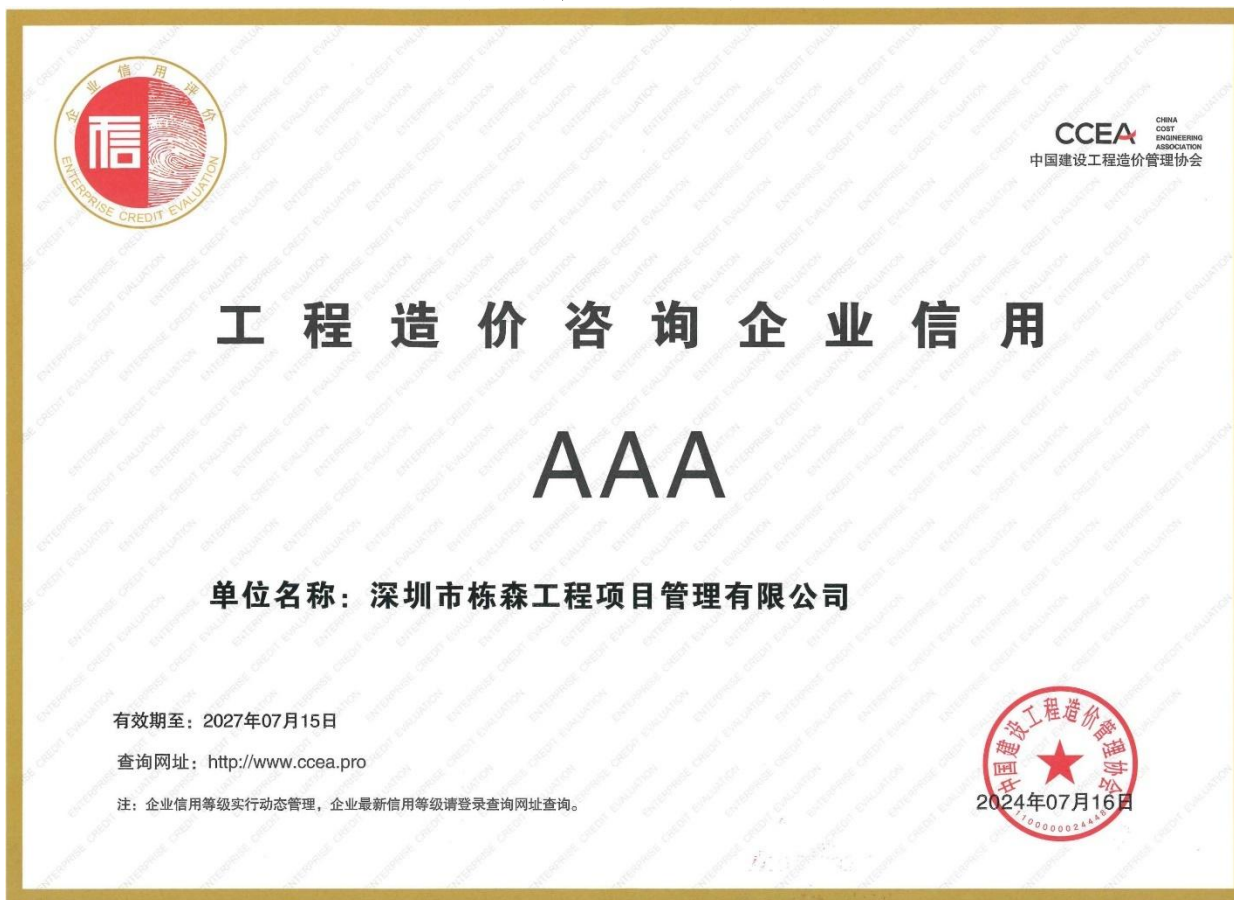 企业信用评价
信
ENTERPRISE CREDIT EVALUATION
CCEA
CHINA
COST
ENGINEERING
ASSOCIATION
中国建设工程造价管理协会
工程造价咨询企业信用
AAA
单位名称：深圳市栋森工程项目管理有限公司
有效期至：2027年07月15日
查询网址：http://www.ccea.pro
注：企业信用等级实行动态管理，企业最新信用等级请登录查询网址查询。
中国建设工程造价管理协会
2024年07月16日